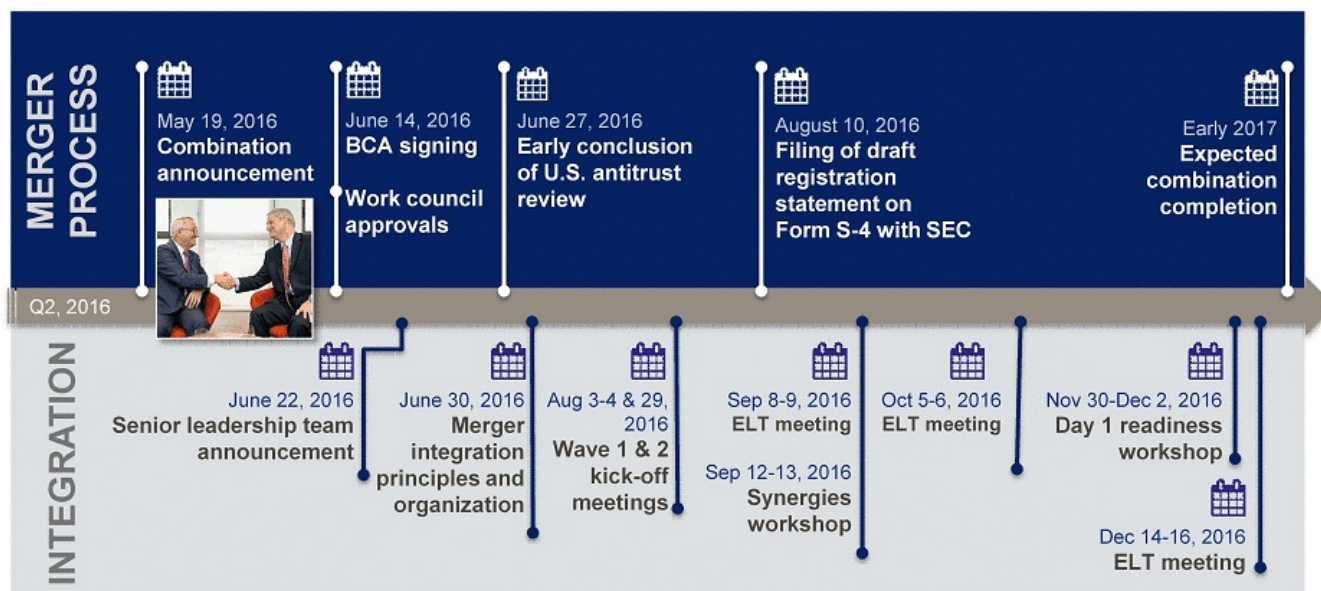 MERGER
PROCESS
May 19, 2016
Combination
announcement
June 14, 2016
BCA signing
Work council
approvals
June 27, 2016
Early conclusion
of U.S. antitrust
review
August 10, 2016
Filing of draft
registration
statement on
Form S-4 with SEC
Early 2017
Expected
combination
completion
Q2, 2016
INTEGRATION
June 22, 2016
Senior leadership team
announcement
June 30, 2016
Merger
integration
principles and
organization
Aug 3-4 & 29,
2016
Wave 1 & 2
kick-off
meetings
Sep 8-9, 2016
ELT meeting
Sep 12-13, 2016
Synergies
workshop
Oct 5-6, 2016
ELT meeting
Nov 30-Dec 2, 2016
Day 1 readiness
workshop
Dec 14-16, 2016
ELT meeting